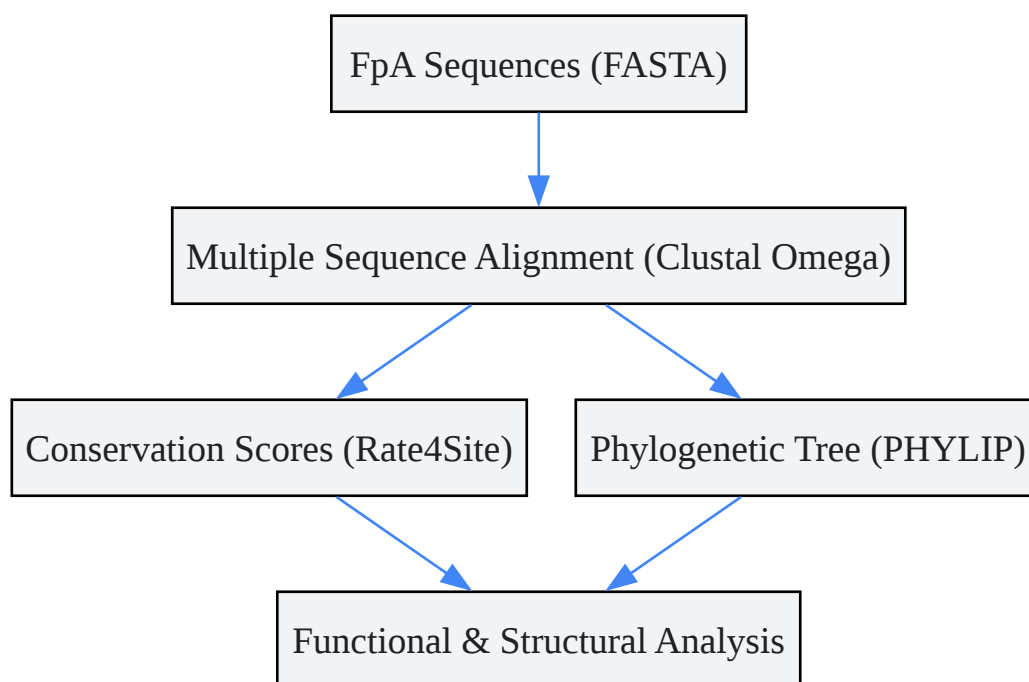 FpA Sequences (FASTA)
Multiple Sequence Alignment (Clustal Omega)
Conservation Scores (Rate4Site)
Phylogenetic Tree (PHYLIP)
Functional & Structural Analysis